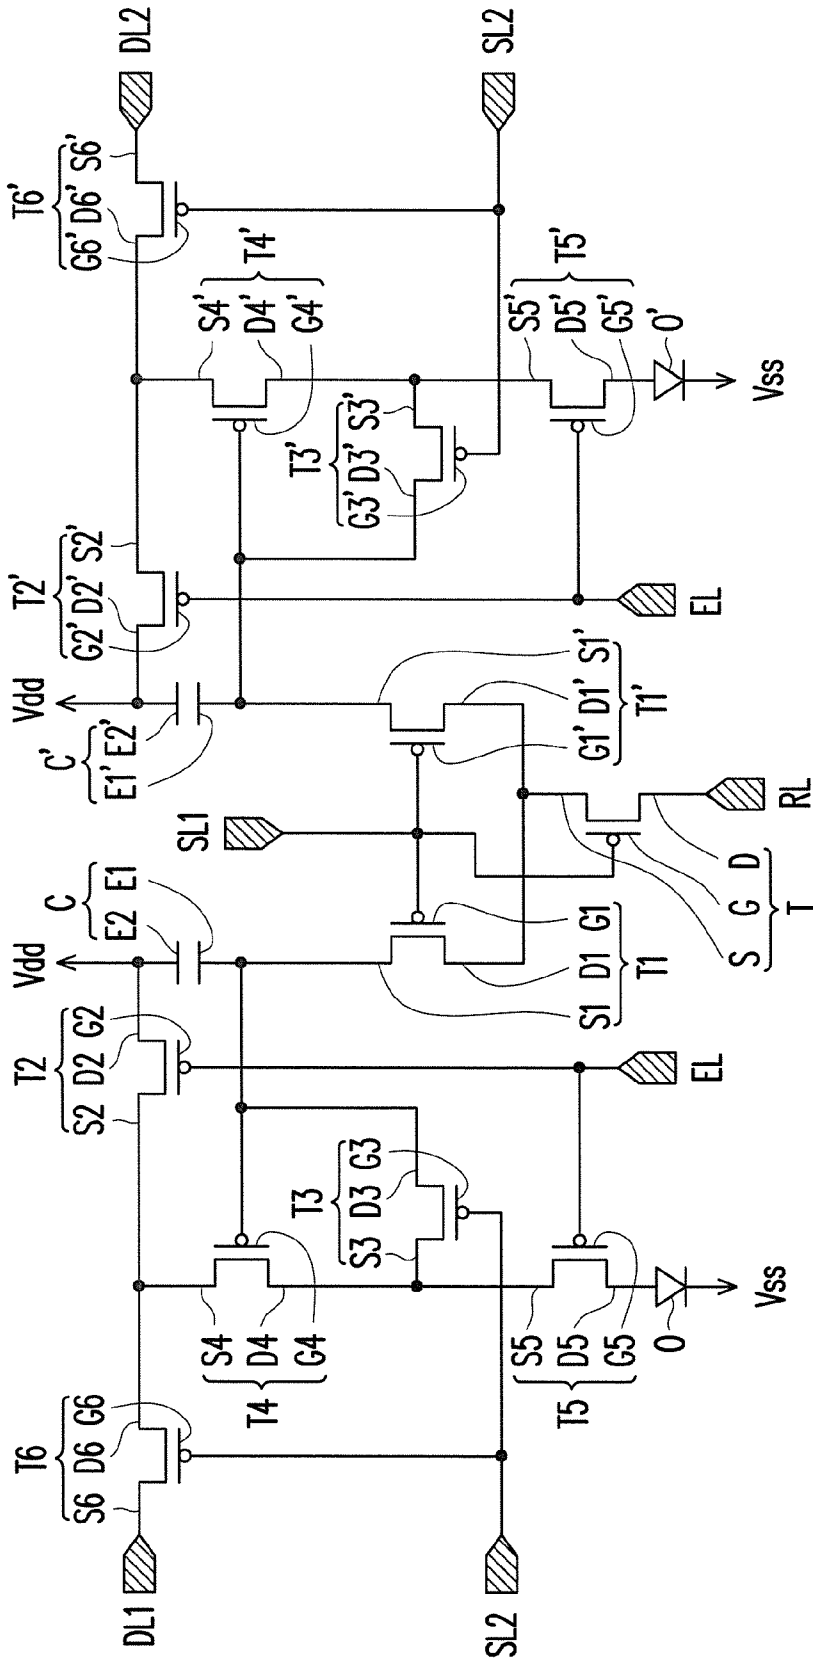 T6 T2 Vdd Vdd T2' T6'
C C'
S6 D6 G6 S2 D2 G2 E2 E1 E1' E2' G2' D2' S2' G6' D6' S6'
DL1 DL2
SL1
S4 S4'
T4 D4 D4' T4'
G4 T3 T3' G4'
S3 D3 G3 G3' D3' S3'
SL2 SL2
S5 S5'
T5 D5 D5' T5'
S1 D1 G1 G1' D1' S1'
G5 G5'
T1 T1'
O O'
EL EL
S G D
Vss Vss
RL
T